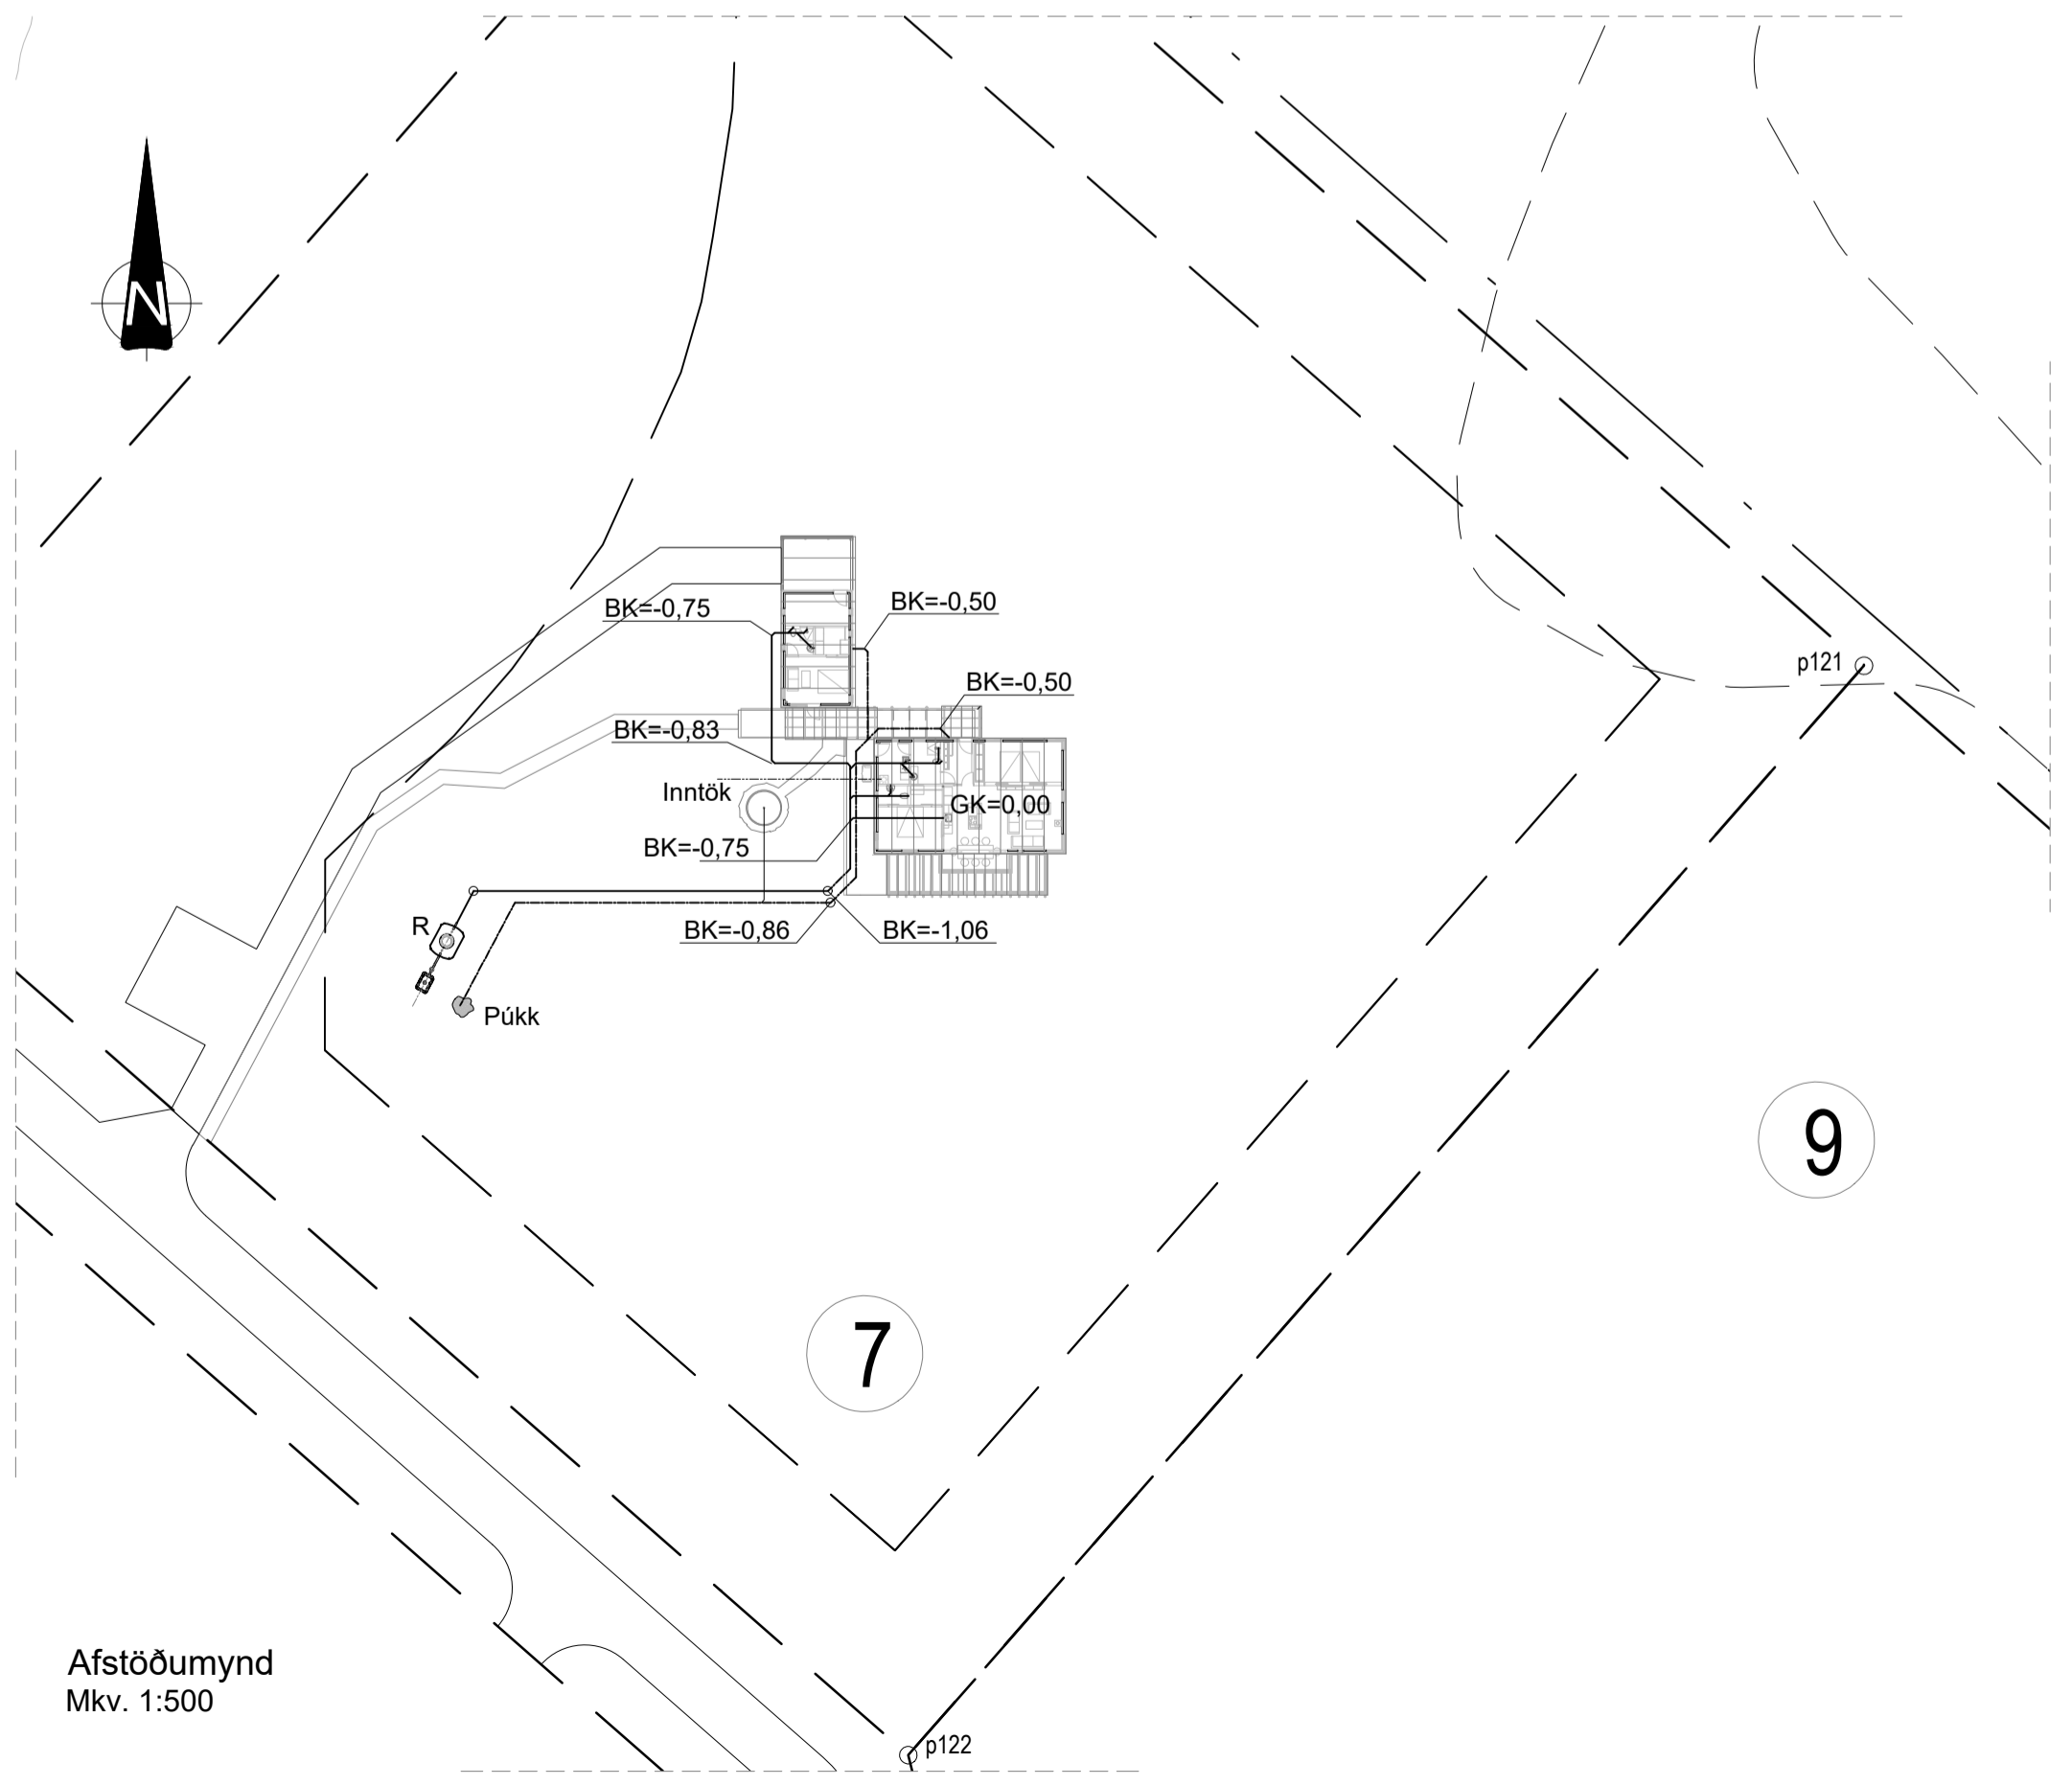 N
BK=-0,75
BK=-0,50
p121
BK=-0,50
BK=-0,83
Inntök
GK=0,00
BK=-0,75
R
BK=-0,86
BK=-1,06
Púkk
9
7
Afstöðumynd
Mkv. 1:500
p122